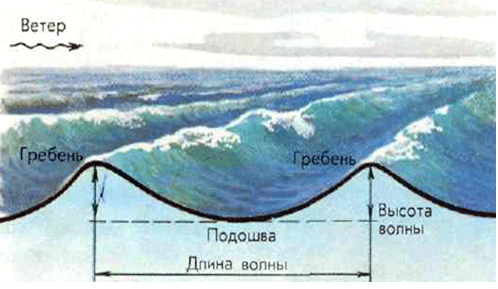 Ветер
Гребень
Гребень
Высота
волны
Подошва
Длина волны